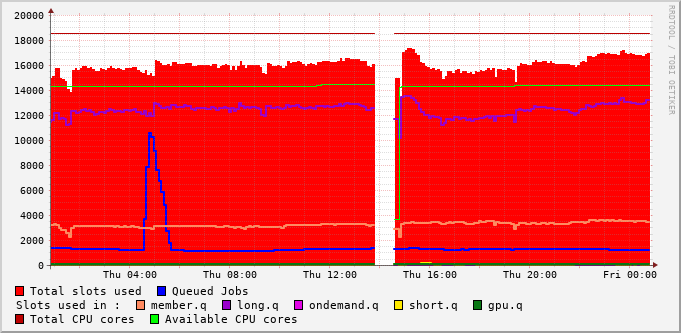 20000
18000
16000
14000
12000
10000
8000
6000
4000
2000
0
Thu 04:00 Thu 08:00 Thu 12:00 Thu 16:00 Thu 20:00 Fri 00:00
Total slots used Queued Jobs
Slots used in : member.q long.q ondemand.q short.q gpu.q
Total CPU cores Available CPU cores
RRDTOOL / TOBI OETIKER